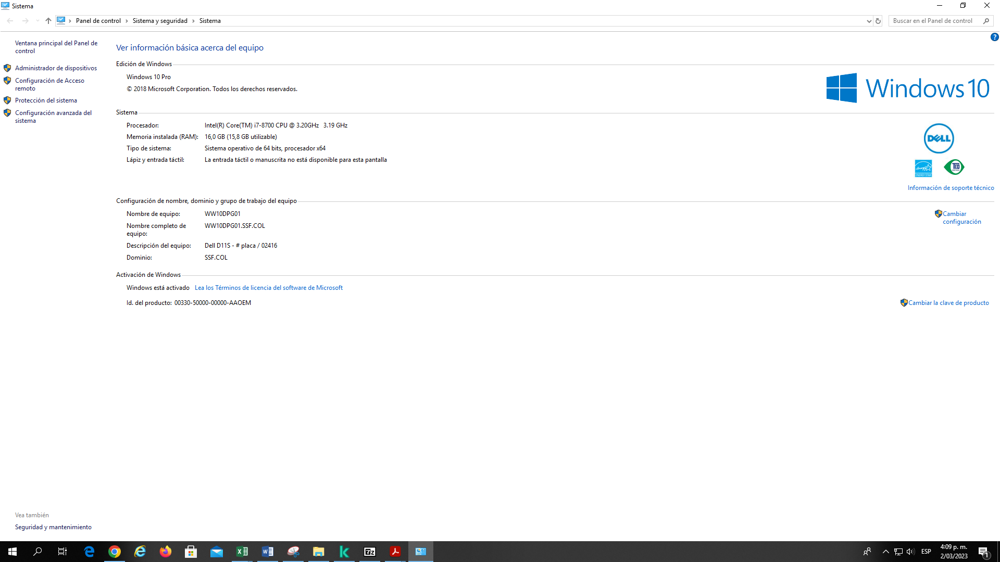 Sistema
Panel de control
Sistema y seguridad
Sistema
Buscar en el Panel de control
Ventana principal del Panel de
control
Administrador de dispositivos
Configuración de Acceso
remoto
Protección del sistema
Configuración avanzada del
sistema
Ver información básica acerca del equipo
Edición de Windows
Windows 10 Pro
© 2018 Microsoft Corporation. Todos los derechos reservados.
Windows 10
Sistema
Procesador: Intel(R) Core(TM) i7-8700 CPU @ 3.20GHz 3.19 GHz
Memoria instalada (RAM): 16,0 GB (15,8 GB utilizable)
Tipo de sistema: Sistema operativo de 64 bits, procesador x64
Lápiz y entrada táctil: La entrada táctil o manuscrita no está disponible para esta pantalla
DELL
ENERGY STAR
TCO
Información de soporte técnico
Configuración de nombre, dominio y grupo de trabajo del equipo
Nombre de equipo: WW10DPG01
Nombre completo de
equipo: WW10DPG01.SSF.COL
Descripción del equipo: Dell D11S - # placa / 02416
Dominio: SSF.COL
Cambiar
configuración
Activación de Windows
Windows está activado Lea los Términos de licencia del software de Microsoft
Id. del producto: 00330-50000-00000-AAOEM
Cambiar la clave de producto
Vea también
Seguridad y mantenimiento
7z
ESP
4:09 p. m.
2/03/2023
1